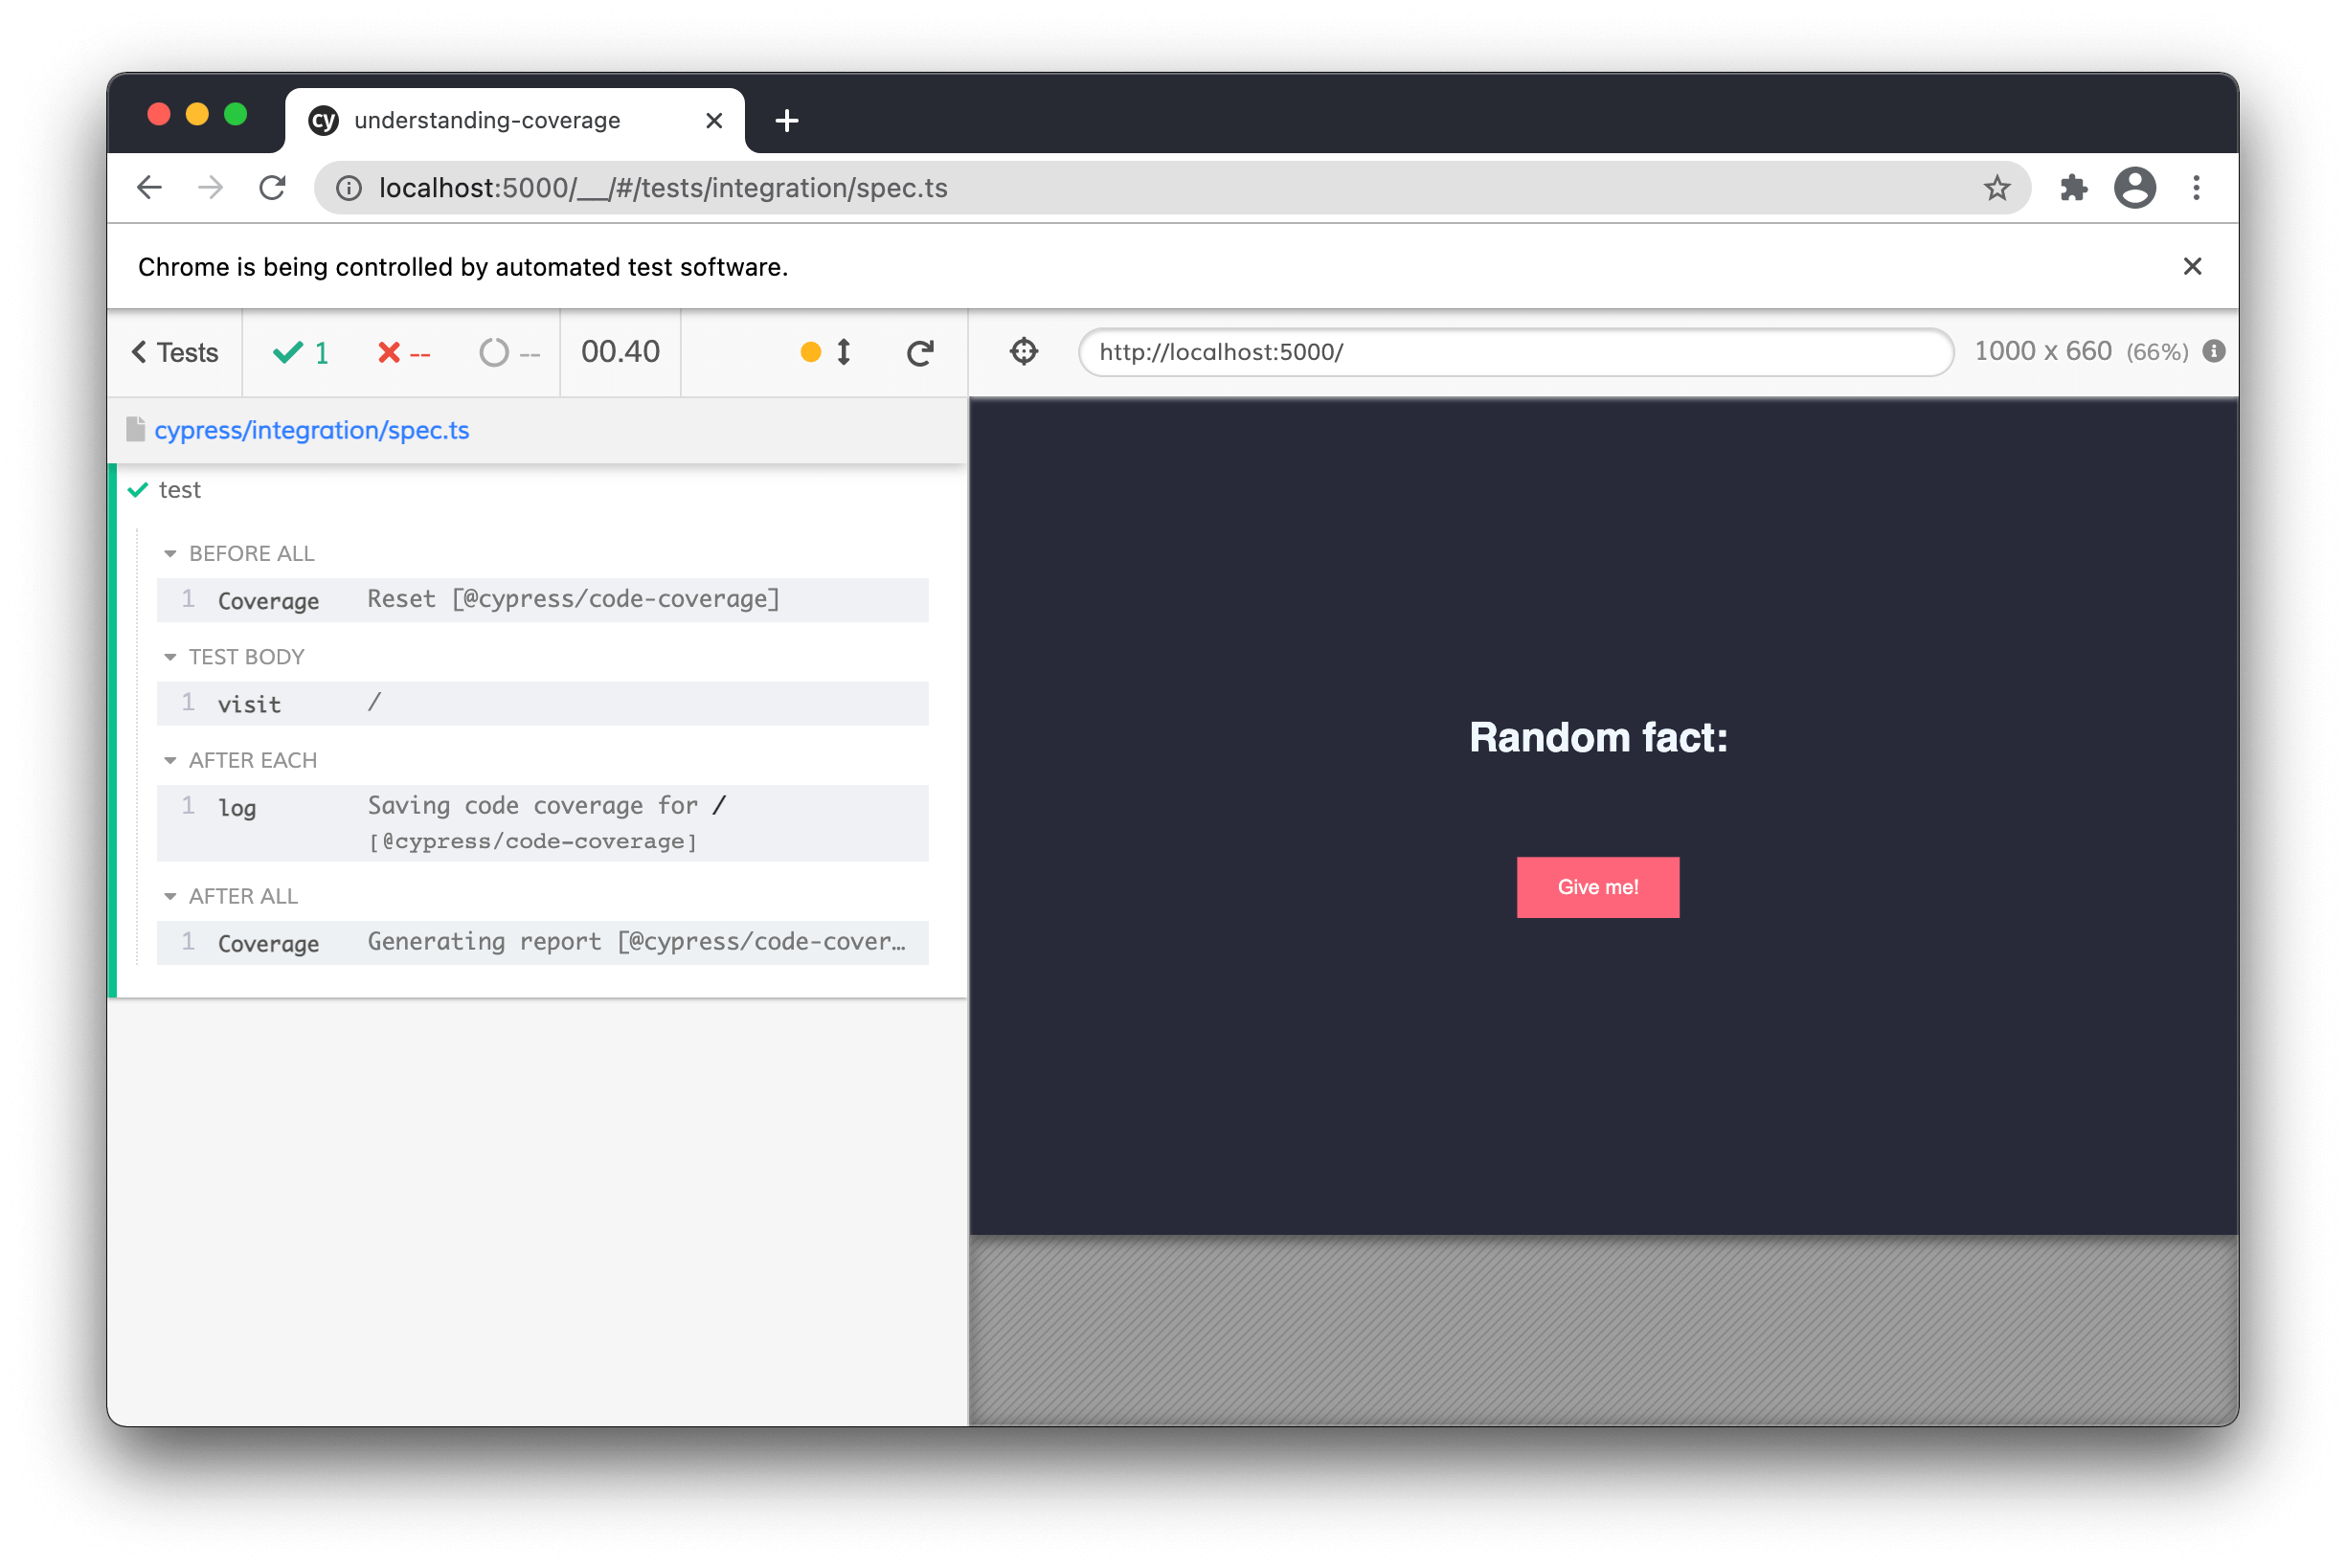 cy understanding-coverage
localhost:5000/__/#/tests/integration/spec.ts
Chrome is being controlled by automated test software.
Tests 1 -- -- 00.40
http://localhost:5000/ 1000 x 660 (66%)
cypress/integration/spec.ts
test
BEFORE ALL
1 Coverage Reset [@cypress/code-coverage]
TEST BODY
1 visit /
AFTER EACH
1 log Saving code coverage for /
[@cypress/code-coverage]
AFTER ALL
1 Coverage Generating report [@cypress/code-cover…
Random fact:
Give me!